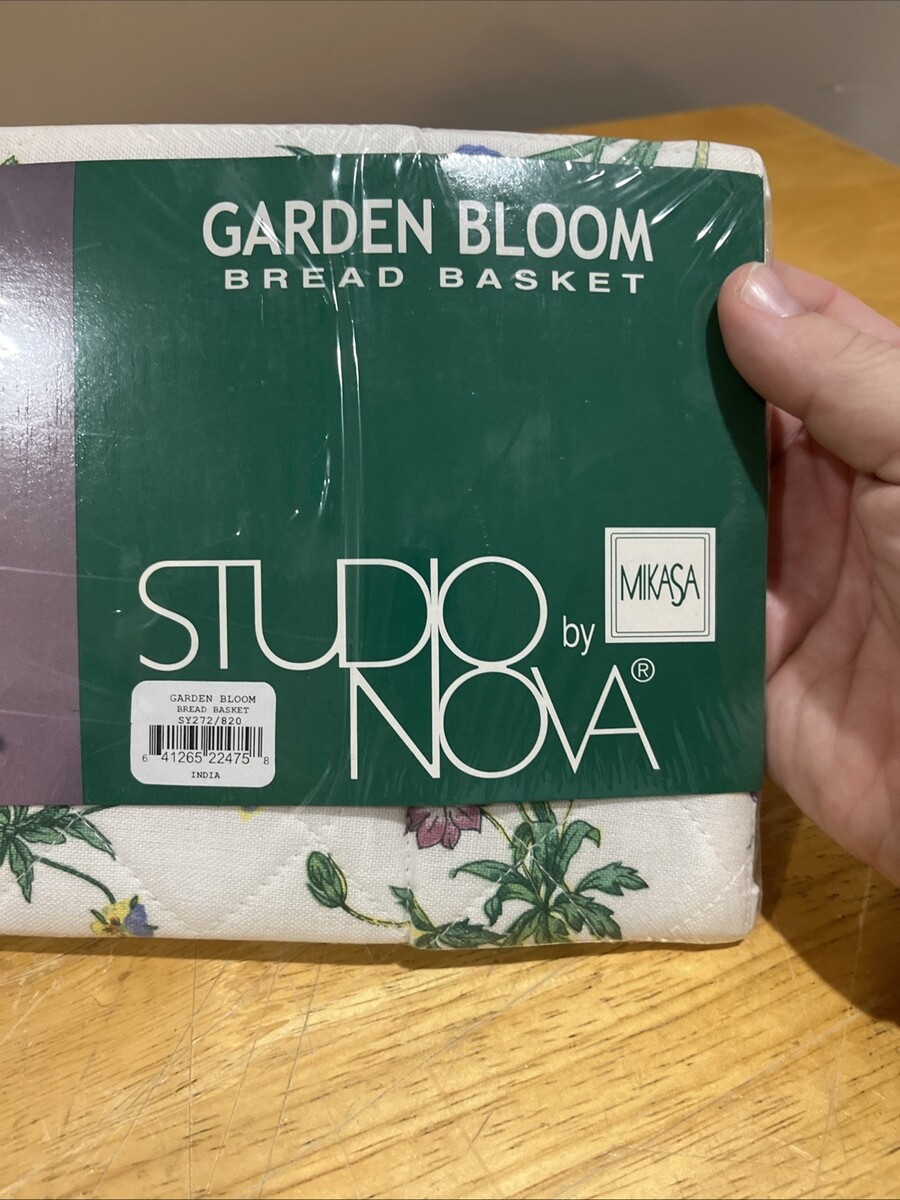 GARDEN BLOOM
BREAD BASKET
STUDIO
NOVA®
by
MIKASA
GARDEN BLOOM
BREAD BASKET
SY272/820
6 41265 22475 8
INDIA